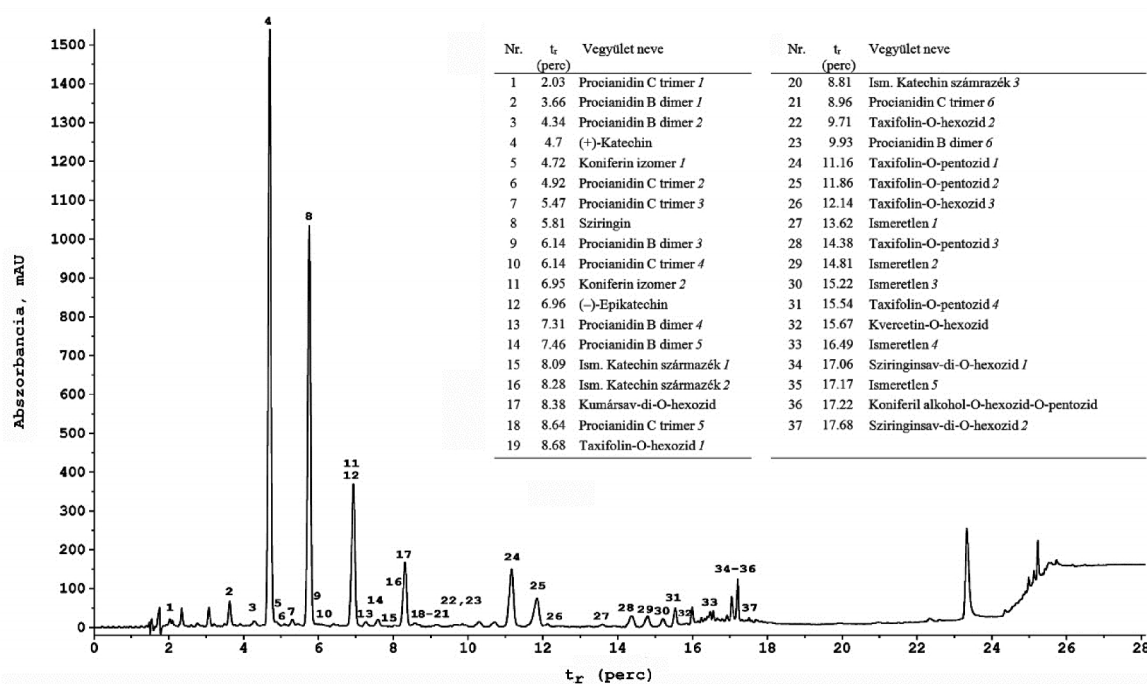 Nr. tr (perc) Vegyület neve
1 2.03 Procianidin C trimer 1
2 3.66 Procianidin B dimer 1
3 4.34 Procianidin B dimer 2
4 4.7 (+)-Katechin
5 4.72 Koniferin izomer 1
6 4.92 Procianidin C trimer 2
7 5.47 Procianidin C trimer 3
8 5.81 Sziringin
9 6.14 Procianidin B dimer 3
10 6.14 Procianidin C trimer 4
11 6.95 Koniferin izomer 2
12 6.96 (–)-Epikatechin
13 7.31 Procianidin B dimer 4
14 7.46 Procianidin B dimer 5
15 8.09 Ism. Katechin származék 1
16 8.28 Ism. Katechin származék 2
17 8.38 Kumársav-di-O-hexozid
18 8.64 Procianidin C trimer 5
19 8.68 Taxifolin-O-hexozid 1
Nr. tr (perc) Vegyület neve
20 8.81 Ism. Katechin számrazék 3
21 8.96 Procianidin C trimer 6
22 9.71 Taxifolin-O-hexozid 2
23 9.93 Procianidin B dimer 6
24 11.16 Taxifolin-O-pentozid 1
25 11.86 Taxifolin-O-pentozid 2
26 12.14 Taxifolin-O-hexozid 3
27 13.62 Ismeretlen 1
28 14.38 Taxifolin-O-pentozid 3
29 14.81 Ismeretlen 2
30 15.22 Ismeretlen 3
31 15.54 Taxifolin-O-pentozid 4
32 15.67 Kvercetin-O-hexozid
33 16.49 Ismeretlen 4
34 17.06 Sziringinsav-di-O-hexozid 1
35 17.17 Ismeretlen 5
36 17.22 Koniferil alkohol-O-hexozid-O-pentozid
37 17.68 Sziringinsav-di-O-hexozid 2
Abszorbancia, mAU
1500
1400
1300
1200
1100
1000
900
800
700
600
500
400
300
200
100
0
1
2
3
4
5
6
7
8
9
10
11
12
13
14
15
16
17
18-21
22,23
24
25
26
27
28
29
30
31
32
33
34-36
37
0 2 4 6 8 10 12 14 16 18 20 22 24 26 28
tr (perc)